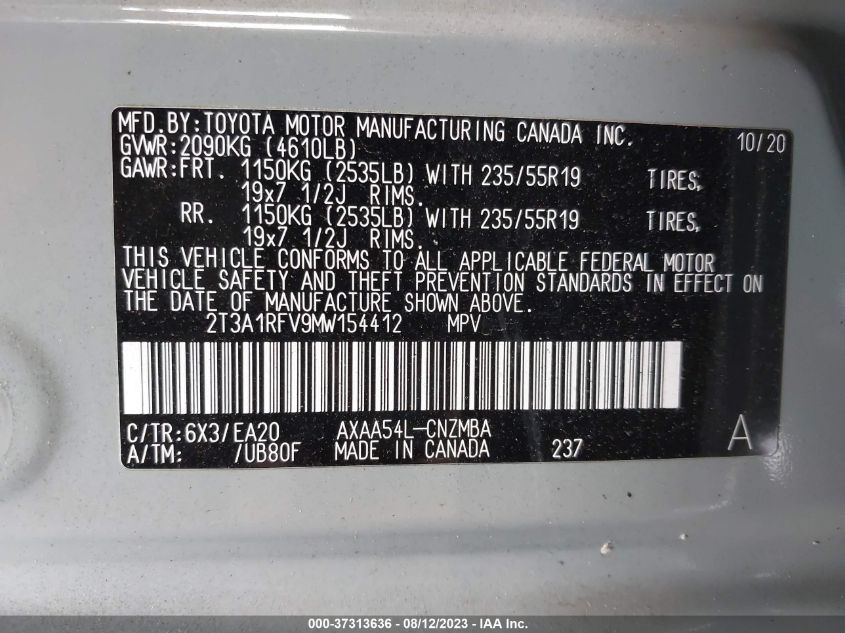 MFD.BY:TOYOTA MOTOR MANUFACTURING CANADA INC. 10/20
GVWR:2090KG (4610LB)
GAWR:FRT. 1150KG (2535LB) WITH 235/55R19 TIRES,
19x7 1/2J RIMS.
RR. 1150KG (2535LB) WITH 235/55R19 TIRES,
19x7 1/2J RIMS.
THIS VEHICLE CONFORMS TO ALL APPLICABLE FEDERAL MOTOR
VEHICLE SAFETY AND THEFT PREVENTION STANDARDS IN EFFECT ON
THE DATE OF MANUFACTURE SHOWN ABOVE.
2T3A1RFV9MW154412 MPV
C/TR:6X3/EA20 AXAA54L-CNZMBA A
A/TM: /UB80F MADE IN CANADA 237
000-37313636 - 08/12/2023 - IAA Inc.